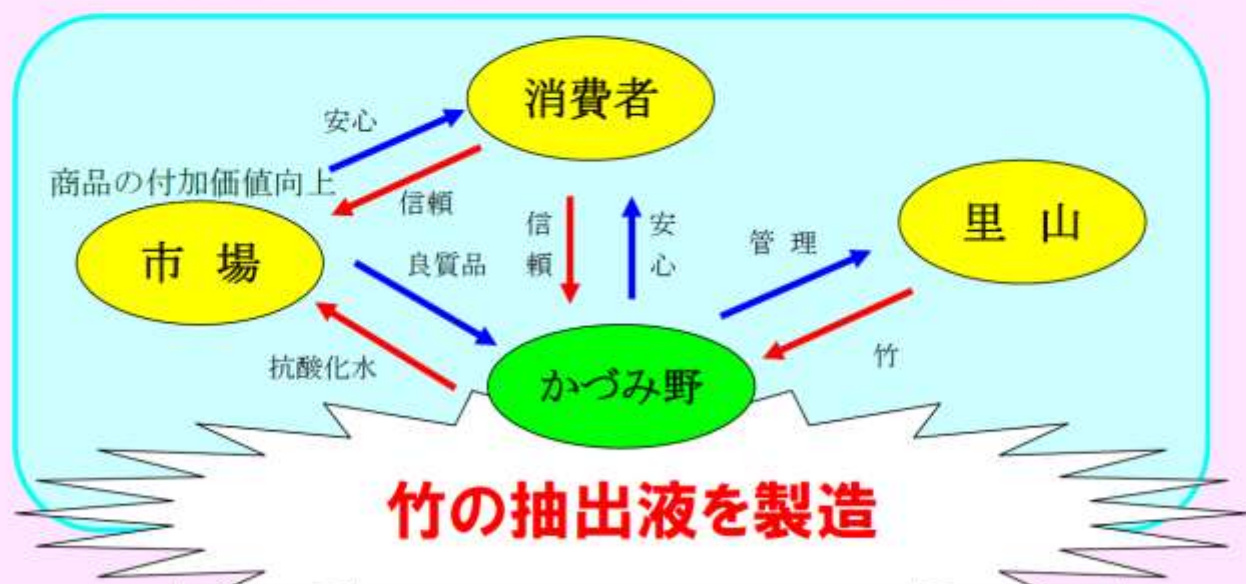 消費者
安心
商品の付加価値向上
信頼
里 山
市 場
良質品
信頼
安心
管 理
抗酸化水
竹
かづみ野
竹の抽出液を製造